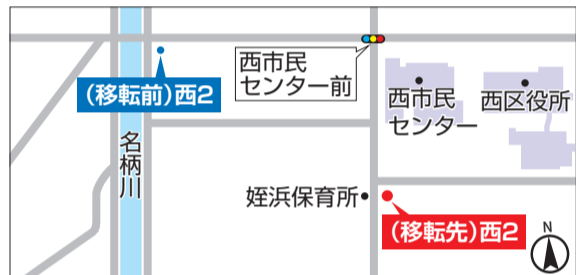 西市民
センター前
(移転前)西2
西市民
センター
西区役所
名柄川
姪浜保育所
(移転先)西2
N